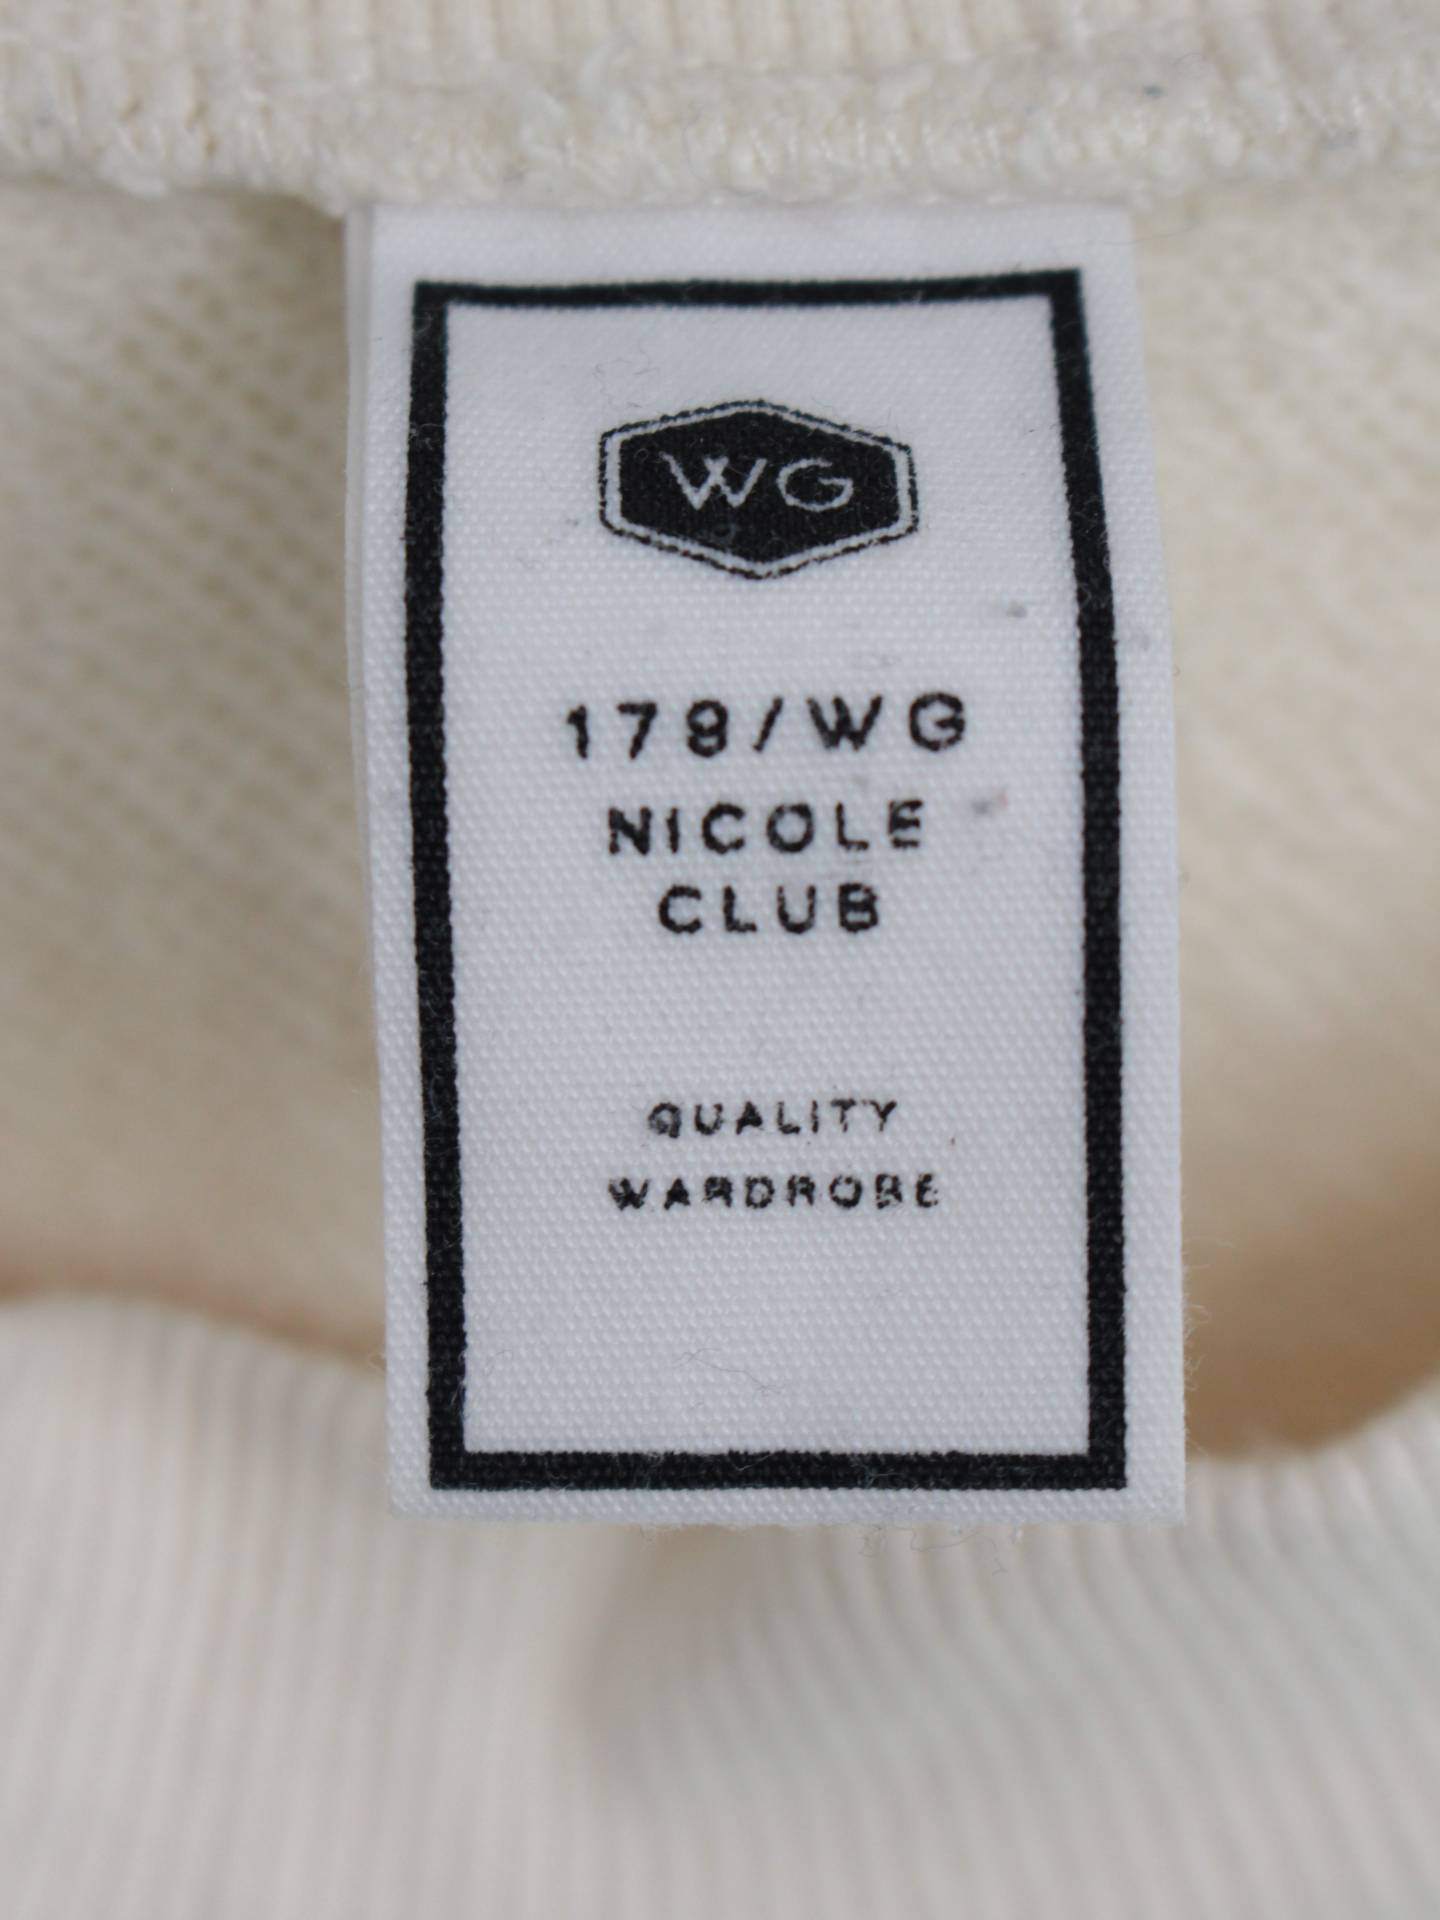 WG
178/WG
NICOLE
CLUB
QUALITY
WARDROBE